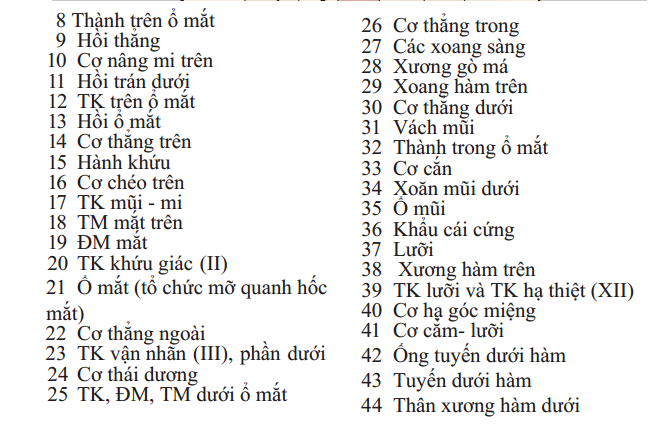 8 Thành trên ổ mắt
9 Hồi thẳng
10 Cơ nâng mi trên
11 Hồi trán dưới
12 TK trên ổ mắt
13 Hồi ổ mắt
14 Cơ thẳng trên
15 Hành khứu
16 Cơ chéo trên
17 TK mũi - mi
18 TM mắt trên
19 ĐM mắt
20 TK khứu giác (II)
21 Ổ mắt (tổ chức mỡ quanh hốc
mắt)
22 Cơ thẳng ngoài
23 TK vận nhãn (III), phần dưới
24 Cơ thái dương
25 TK, ĐM, TM dưới ổ mắt
26 Cơ thẳng trong
27 Các xoang sàng
28 Xương gò má
29 Xoang hàm trên
30 Cơ thẳng dưới
31 Vách mũi
32 Thành trong ổ mắt
33 Cơ cắn
34 Xoăn mũi dưới
35 Ổ mũi
36 Khẩu cái cứng
37 Lưỡi
38 Xương hàm trên
39 TK lưỡi và TK hạ thiệt (XII)
40 Cơ hạ góc miệng
41 Cơ cằm- lưỡi
42 Ống tuyến dưới hàm
43 Tuyến dưới hàm
44 Thân xương hàm dưới